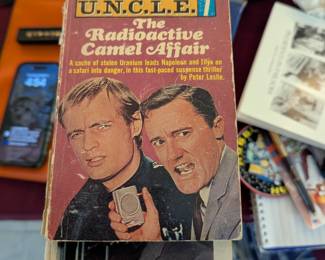 U.N.C.L.E. 7
The
Radioactive
Camel Affair
A cache of stolen Uranium leads Napoleon and Illya on
a safari into danger, in this fast-paced suspense thriller
by Peter Leslie.